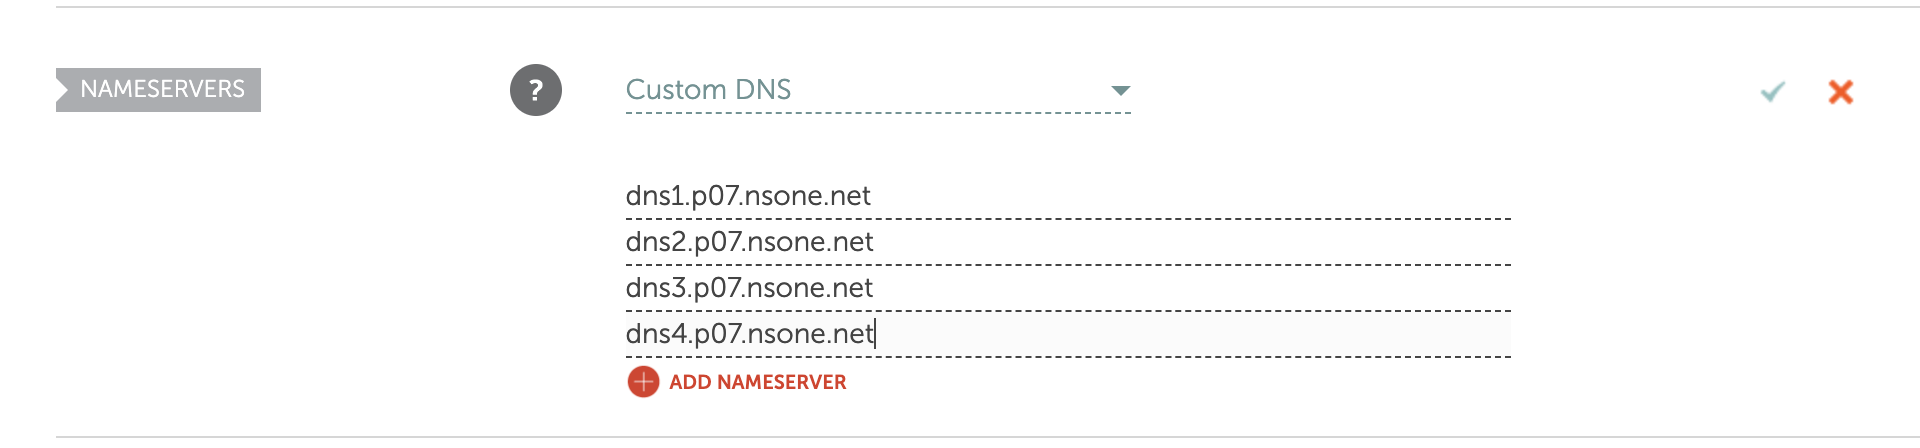 NAMESERVERS
?
Custom DNS
dns1.p07.nsone.net
dns2.p07.nsone.net
dns3.p07.nsone.net
dns4.p07.nsone.net
ADD NAMESERVER